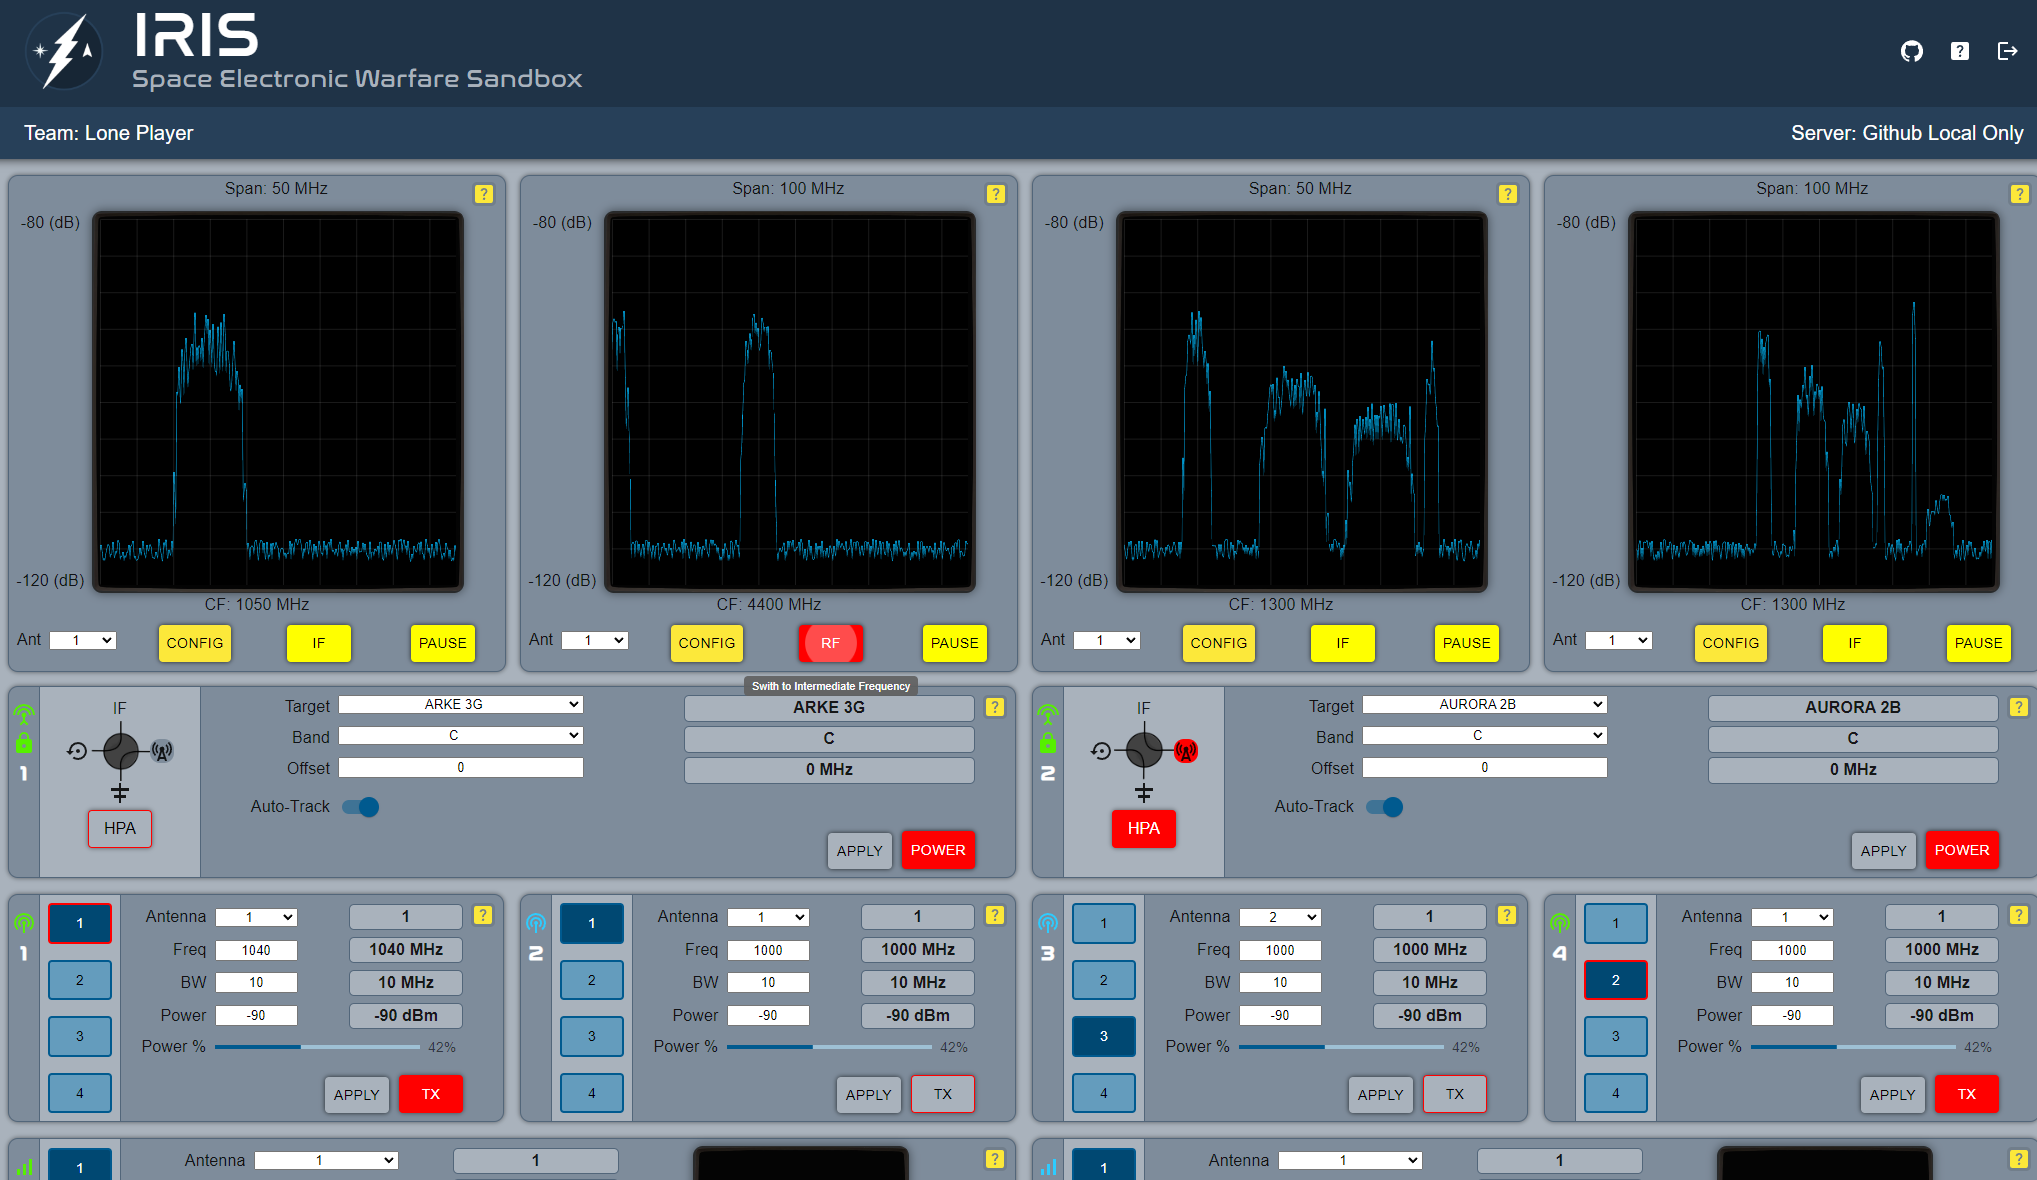 IRIS
Space Electronic Warfare Sandbox
Team: Lone Player
Server: Github Local Only
Span: 50 MHz
?
-80 (dB)
-120 (dB)
CF: 1050 MHz
Ant 1 CONFIG IF PAUSE
Span: 100 MHz
?
-80 (dB)
-120 (dB)
CF: 4400 MHz
Ant 1 CONFIG RF PAUSE
Swith to Intermediate Frequency
Span: 50 MHz
?
-80 (dB)
-120 (dB)
CF: 1300 MHz
Ant 1 CONFIG IF PAUSE
Span: 100 MHz
?
-80 (dB)
-120 (dB)
CF: 1300 MHz
Ant 1 CONFIG IF PAUSE
1
IF
HPA
Target ARKE 3G ARKE 3G ?
Band C C
Offset 0 0 MHz
Auto-Track
APPLY POWER
2
IF
HPA
Target AURORA 2B AURORA 2B ?
Band C C
Offset 0 0 MHz
Auto-Track
APPLY POWER
1
1
2
3
4
Antenna 1 1 ?
Freq 1040 1040 MHz
BW 10 10 MHz
Power -90 -90 dBm
Power % 42%
APPLY TX
2
1
2
3
4
Antenna 1 1 ?
Freq 1000 1000 MHz
BW 10 10 MHz
Power -90 -90 dBm
Power % 42%
APPLY TX
3
1
2
3
4
Antenna 2 1 ?
Freq 1000 1000 MHz
BW 10 10 MHz
Power -90 -90 dBm
Power % 42%
APPLY TX
4
1
2
3
4
Antenna 1 1 ?
Freq 1000 1000 MHz
BW 10 10 MHz
Power -90 -90 dBm
Power % 42%
APPLY TX
1
Antenna 1 1 ?
1
Antenna 1 1 ?